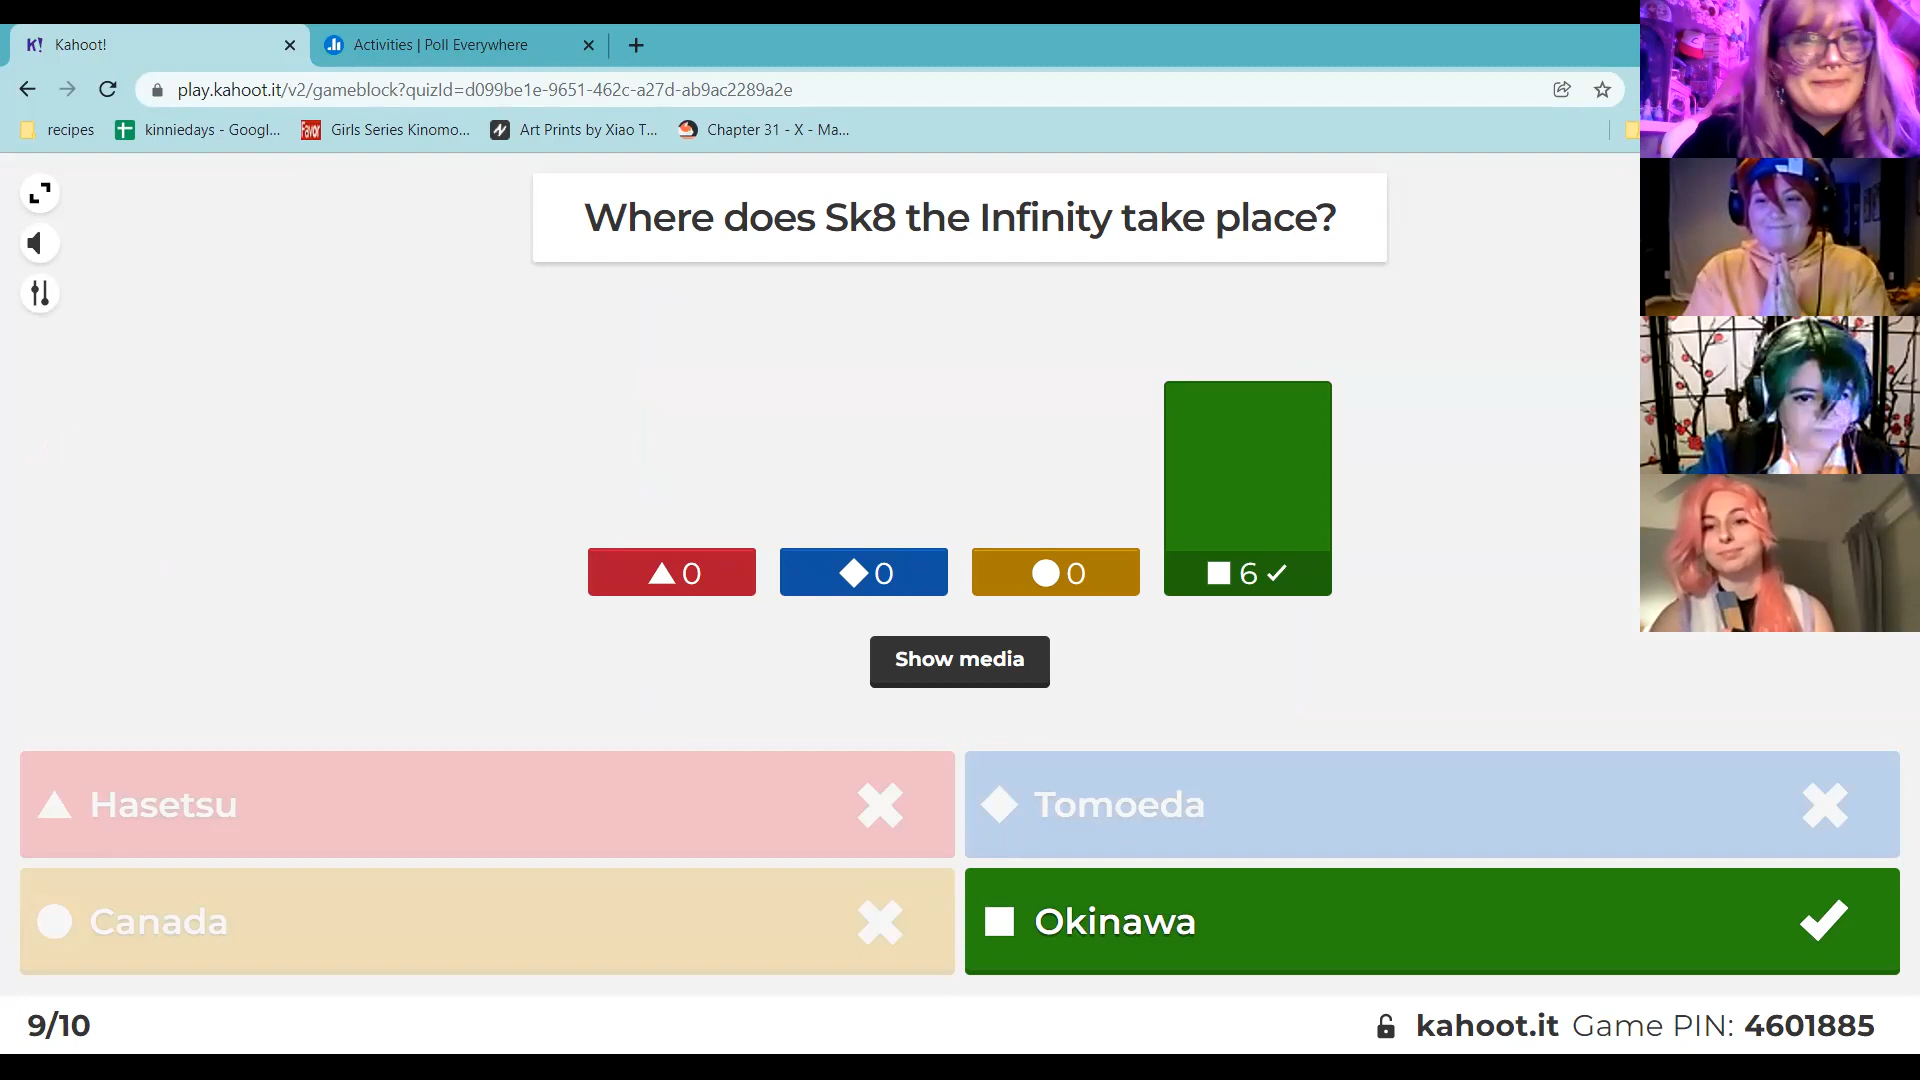 Kahoot!
Activities | Poll Everywhere
play.kahoot.it/v2/gameblock?quizId=d099be1e-9651-462c-a27d-ab9ac2289a2e
recipes
kinniedays - Googl...
Girls Series Kinomo...
Art Prints by Xiao T...
Chapter 31 - X - Ma...
Where does Sk8 the Infinity take place?
0
0
0
6
Show media
Hasetsu
Tomoeda
Canada
Okinawa
9/10
kahoot.it Game PIN: 4601885